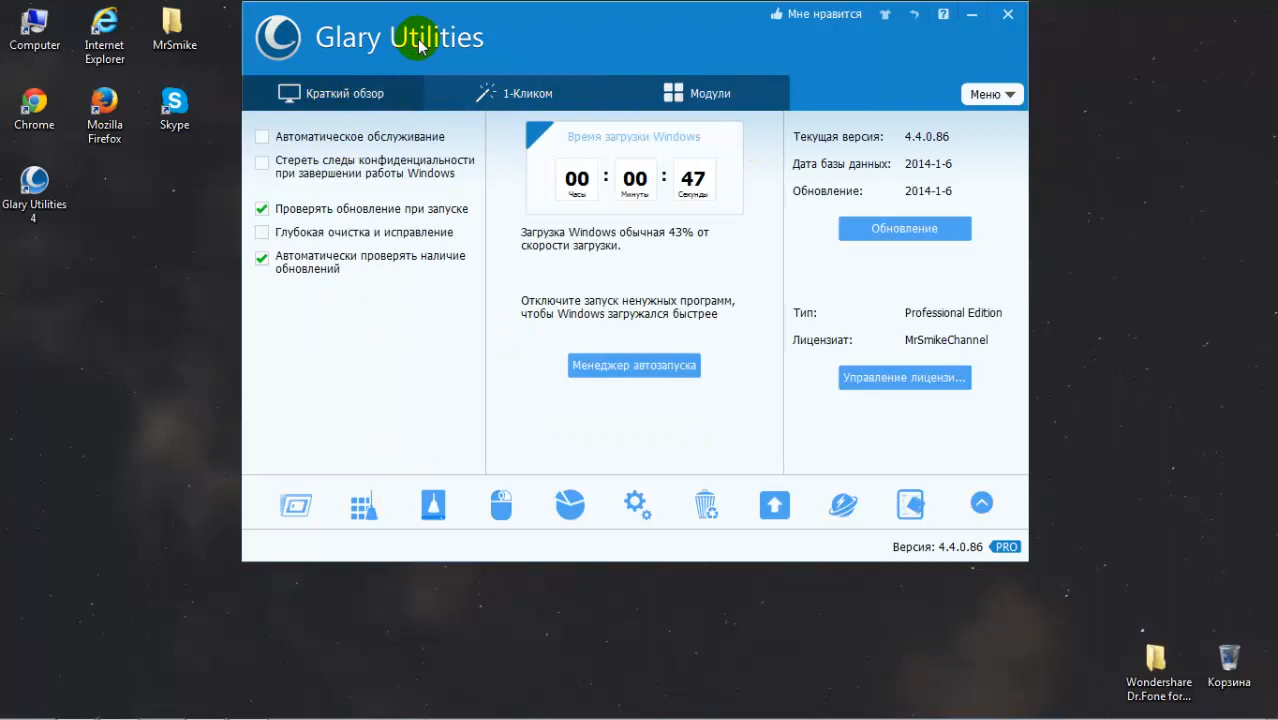 Computer
Internet
Explorer
MrSmike
Chrome
Mozilla
Firefox
Skype
Glary Utilities
4
Glary Utilities
Мне нравится
Краткий обзор
1-Кликом
Модули
Меню
Автоматическое обслуживание
Стереть следы конфиденциальности
при завершении работы Windows
Проверять обновление при запуске
Глубокая очистка и исправление
Автоматически проверять наличие
обновлений
Время загрузки Windows
00 : 00 : 47
Часы Минуты Секунды
Загрузка Windows обычная 43% от
скорости загрузки.
Отключите запуск ненужных программ,
чтобы Windows загружался быстрее
Менеджер автозапуска
Текущая версия: 4.4.0.86
Дата базы данных: 2014-1-6
Обновление: 2014-1-6
Обновление
Тип: Professional Edition
Лицензиат: MrSmikeChannel
Управление лицензи...
Версия: 4.4.0.86 PRO
Wondershare
Dr.Fone for...
Корзина